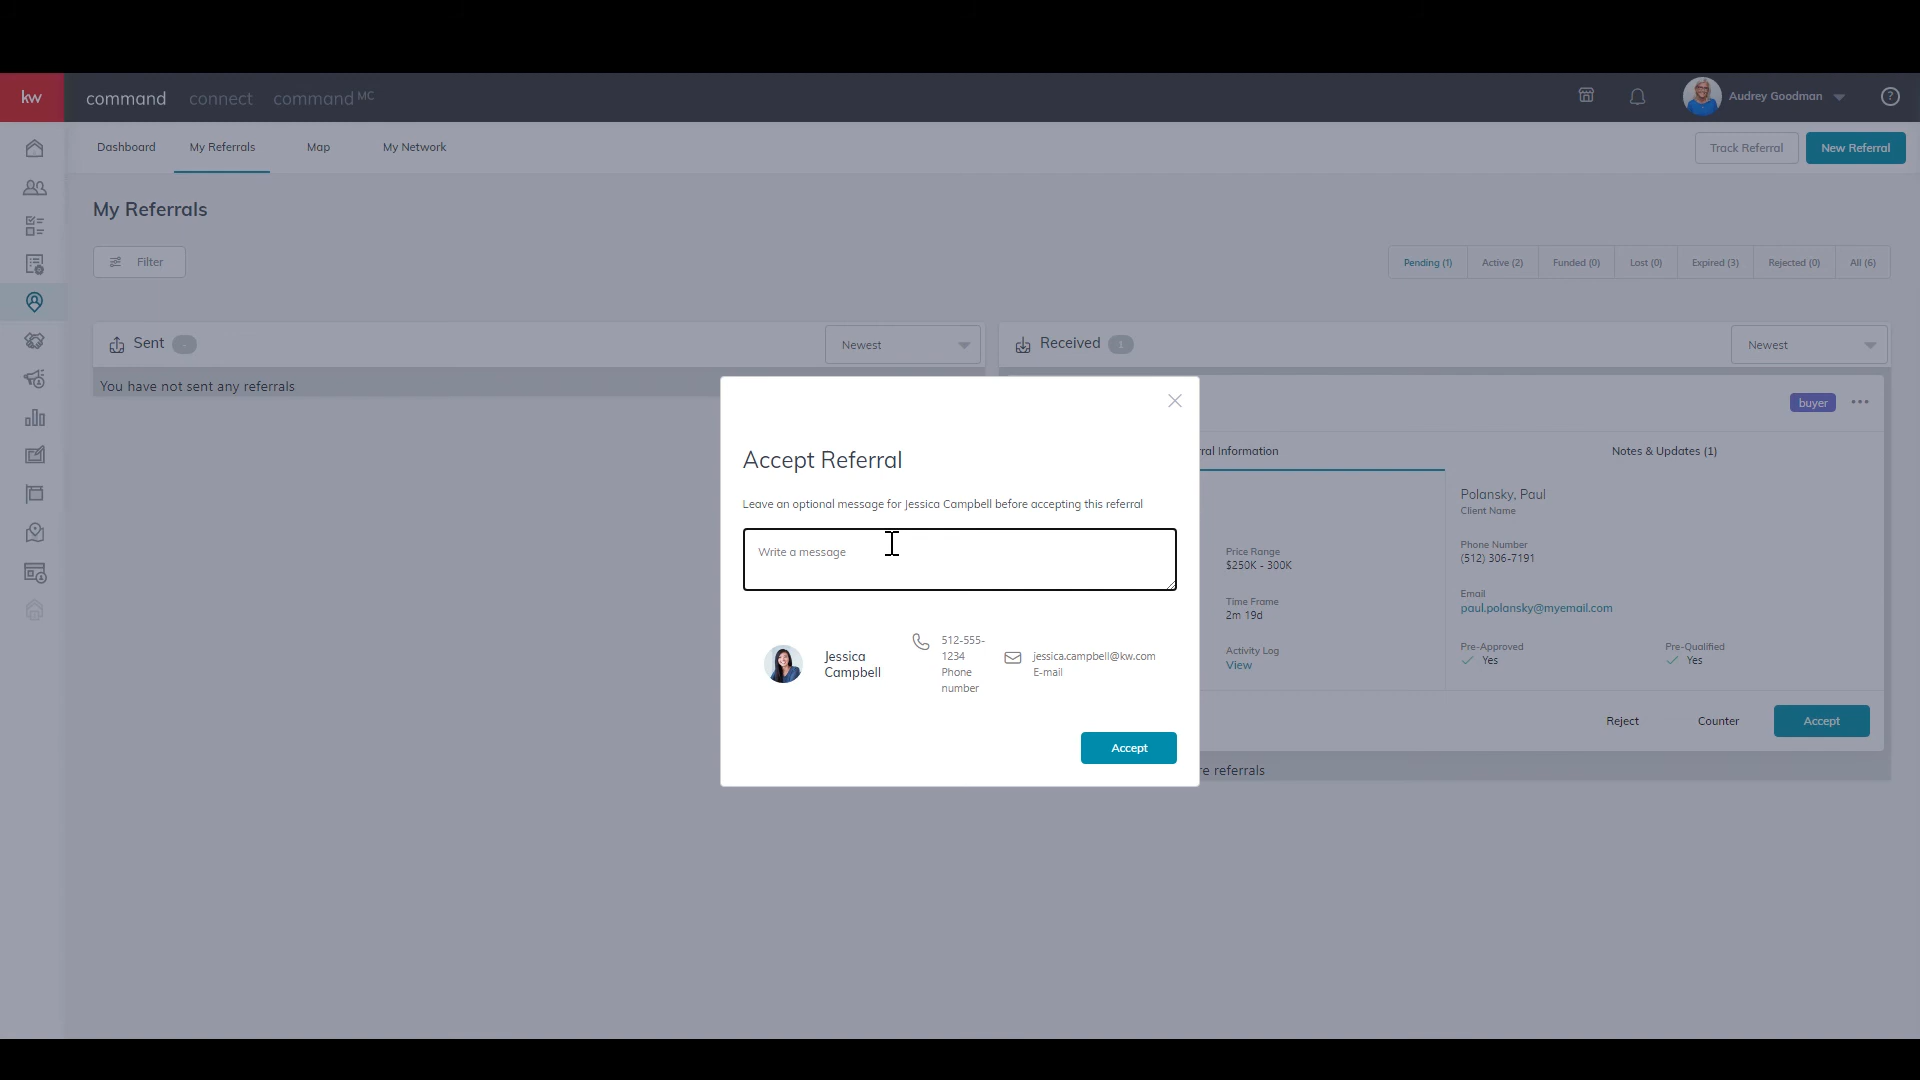 kw
command connect command MC
Audrey Goodman
?
Dashboard My Referrals Map My Network
Track Referral New Referral
My Referrals
Filter
Pending (1) Active (2) Funded (0) Lost (0) Expired (3) Rejected (0) All (6)
Sent -
Newest
Received 1
Newest
You have not sent any referrals
buyer
ral Information
Notes & Updates (1)
Polansky, Paul
Client Name
Price Range
$250K - 300K
Phone Number
(512) 306-7191
Time Frame
2m 19d
Email
paul.polansky@myemail.com
Activity Log
View
Pre-Approved
Yes
Pre-Qualified
Yes
Reject Counter Accept
re referrals
Accept Referral
Leave an optional message for Jessica Campbell before accepting this referral
Write a message
Jessica
Campbell
512-555-
1234
Phone
number
jessica.campbell@kw.com
E-mail
Accept